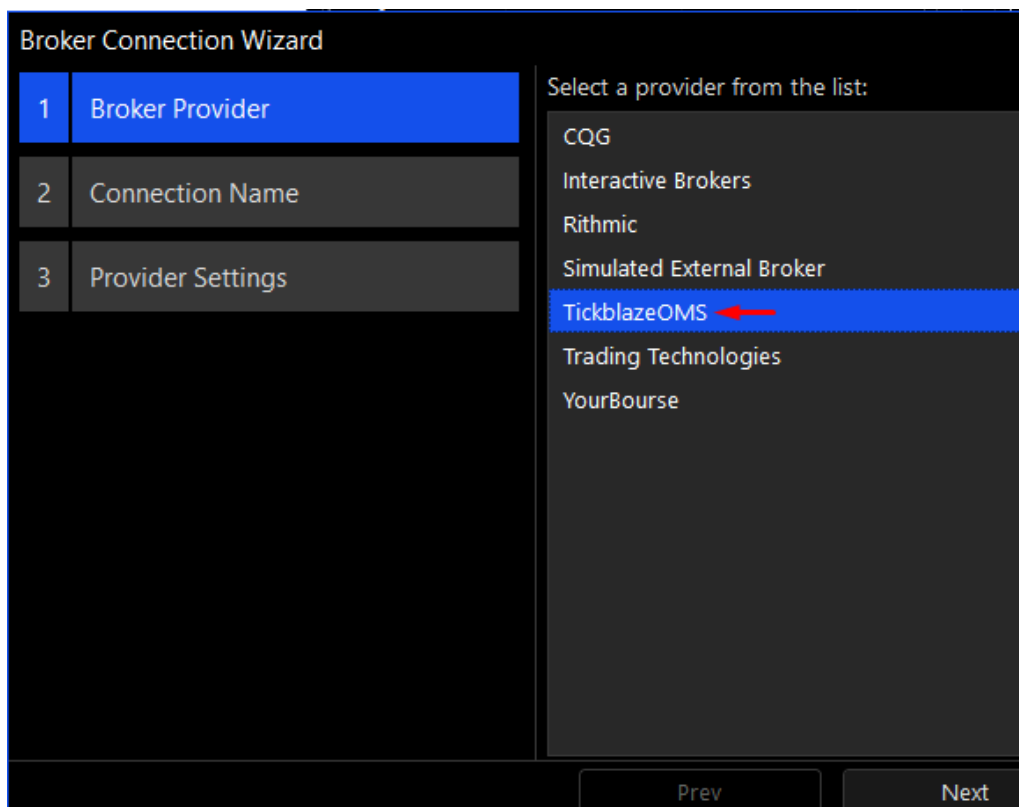 Broker Connection Wizard
1 Broker Provider
2 Connection Name
3 Provider Settings
Select a provider from the list:
CQG
Interactive Brokers
Rithmic
Simulated External Broker
TickblazeOMS
Trading Technologies
YourBourse
Prev
Next